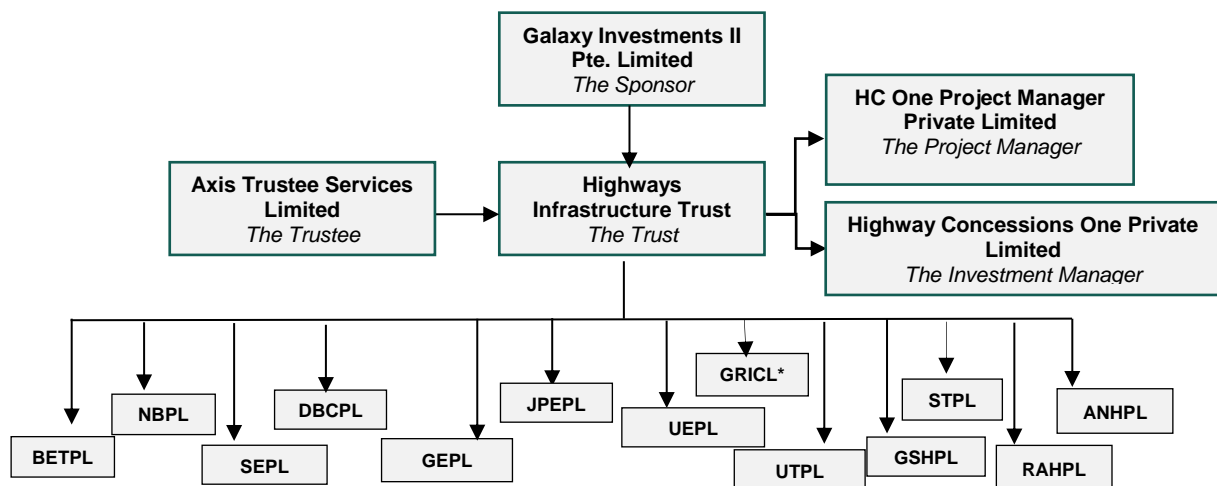 Galaxy Investments II
Pte. Limited
The Sponsor
HC One Project Manager
Private Limited
The Project Manager
Axis Trustee Services
Limited
The Trustee
Highways
Infrastructure Trust
The Trust
Highway Concessions One Private
Limited
The Investment Manager
BETPL
NBPL
SEPL
DBCPL
GEPL
JPEPL
UEPL
GRICL*
UTPL
GSHPL
STPL
RAHPL
ANHPL